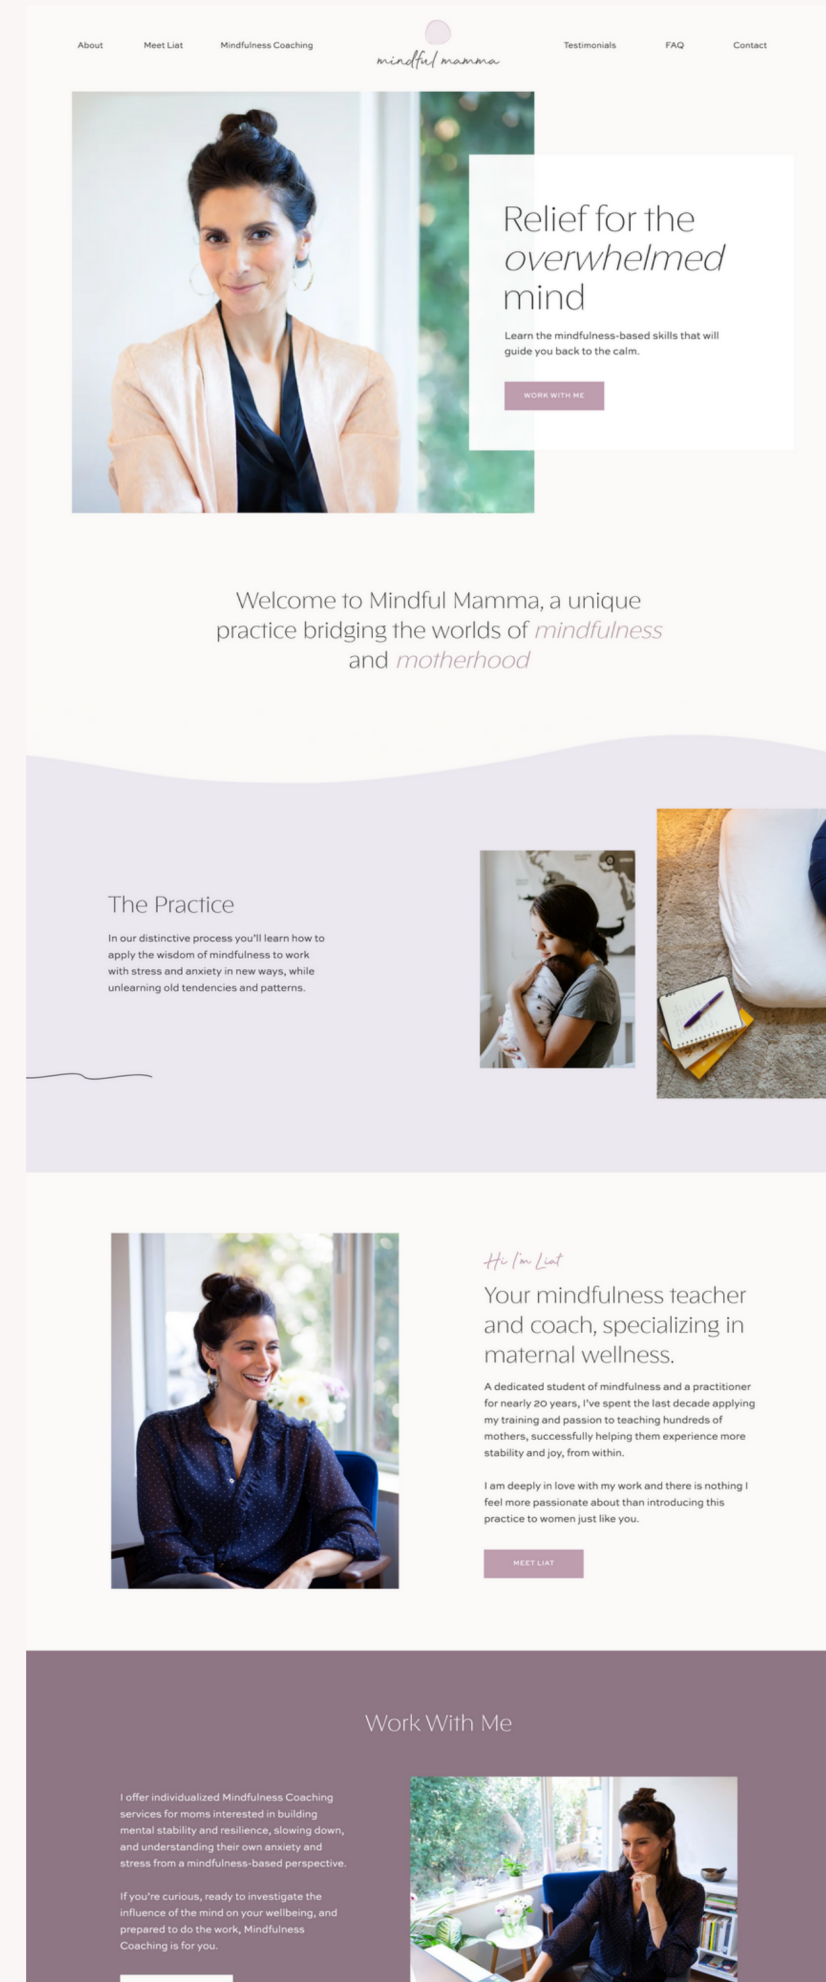 About
Meet Liat
Mindfulness Coaching
mindful mamma
Testimonials
FAQ
Contact
Relief for the
overwhelmed
mind
Learn the mindfulness-based skills that will
guide you back to the calm.
WORK WITH ME
Welcome to Mindful Mamma, a unique
practice bridging the worlds of mindfulness
and motherhood
The Practice
In our distinctive process you'll learn how to
apply the wisdom of mindfulness to work
with stress and anxiety in new ways, while
unlearning old tendencies and patterns.
Hi I'm Liat
Your mindfulness teacher
and coach, specializing in
maternal wellness.
A dedicated student of mindfulness and a practitioner
for nearly 20 years, I've spent the last decade applying
my training and passion to teaching hundreds of
mothers, successfully helping them experience more
stability and joy, from within.
I am deeply in love with my work and there is nothing I
feel more passionate about than introducing this
practice to women just like you.
MEET LIAT
Work With Me
I offer individualized Mindfulness Coaching
services for moms interested in building
mental stability and resilience, slowing down,
and understanding their own anxiety and
stress from a mindfulness-based perspective.
If you're curious, ready to investigate the
influence of the mind on your wellbeing, and
prepared to do the work, Mindfulness
Coaching is for you.